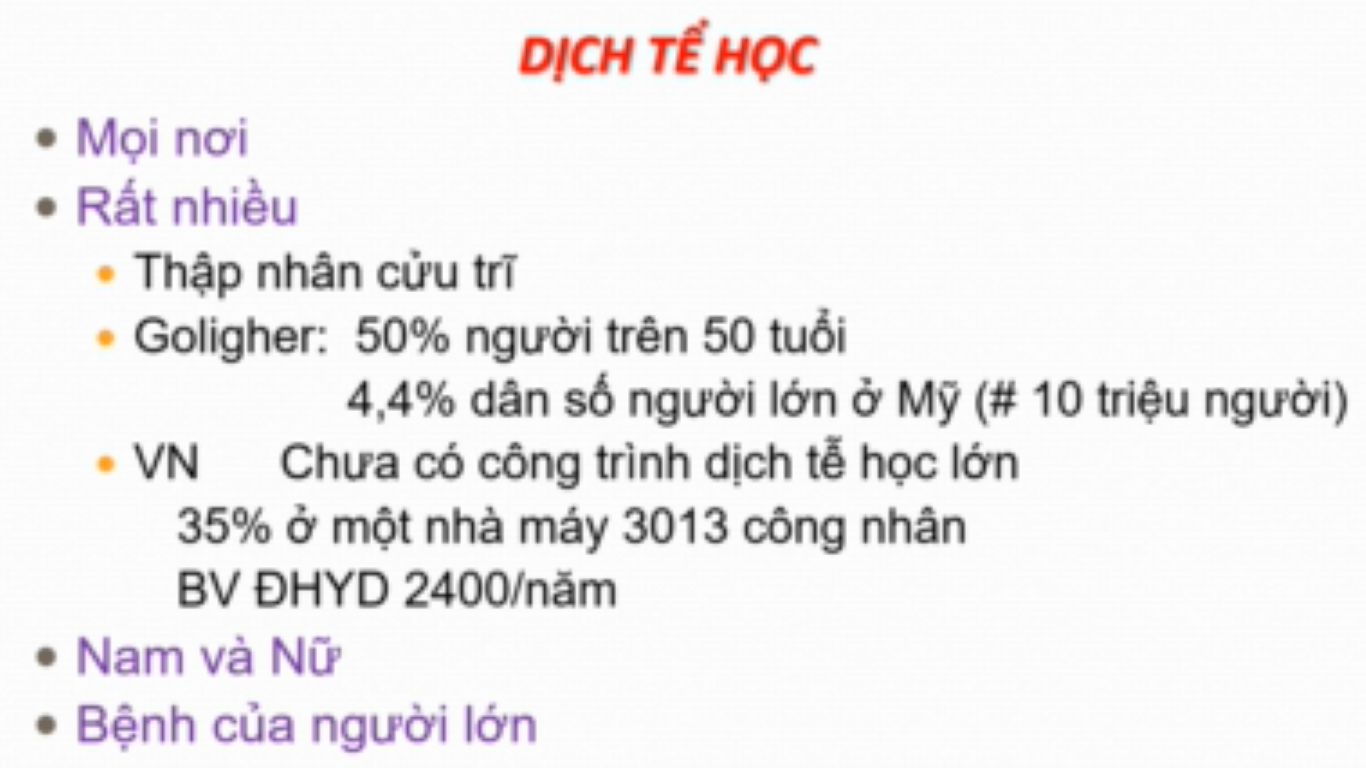 DỊCH TỂ HỌC
Mọi nơi
Rất nhiều
Thập nhân cửu trĩ
Goligher: 50% người trên 50 tuổi
4,4% dân số người lớn ở Mỹ (# 10 triệu người)
VN Chưa có công trình dịch tễ học lớn
35% ở một nhà máy 3013 công nhân
BV ĐHYD 2400/năm
Nam và Nữ
Bệnh của người lớn